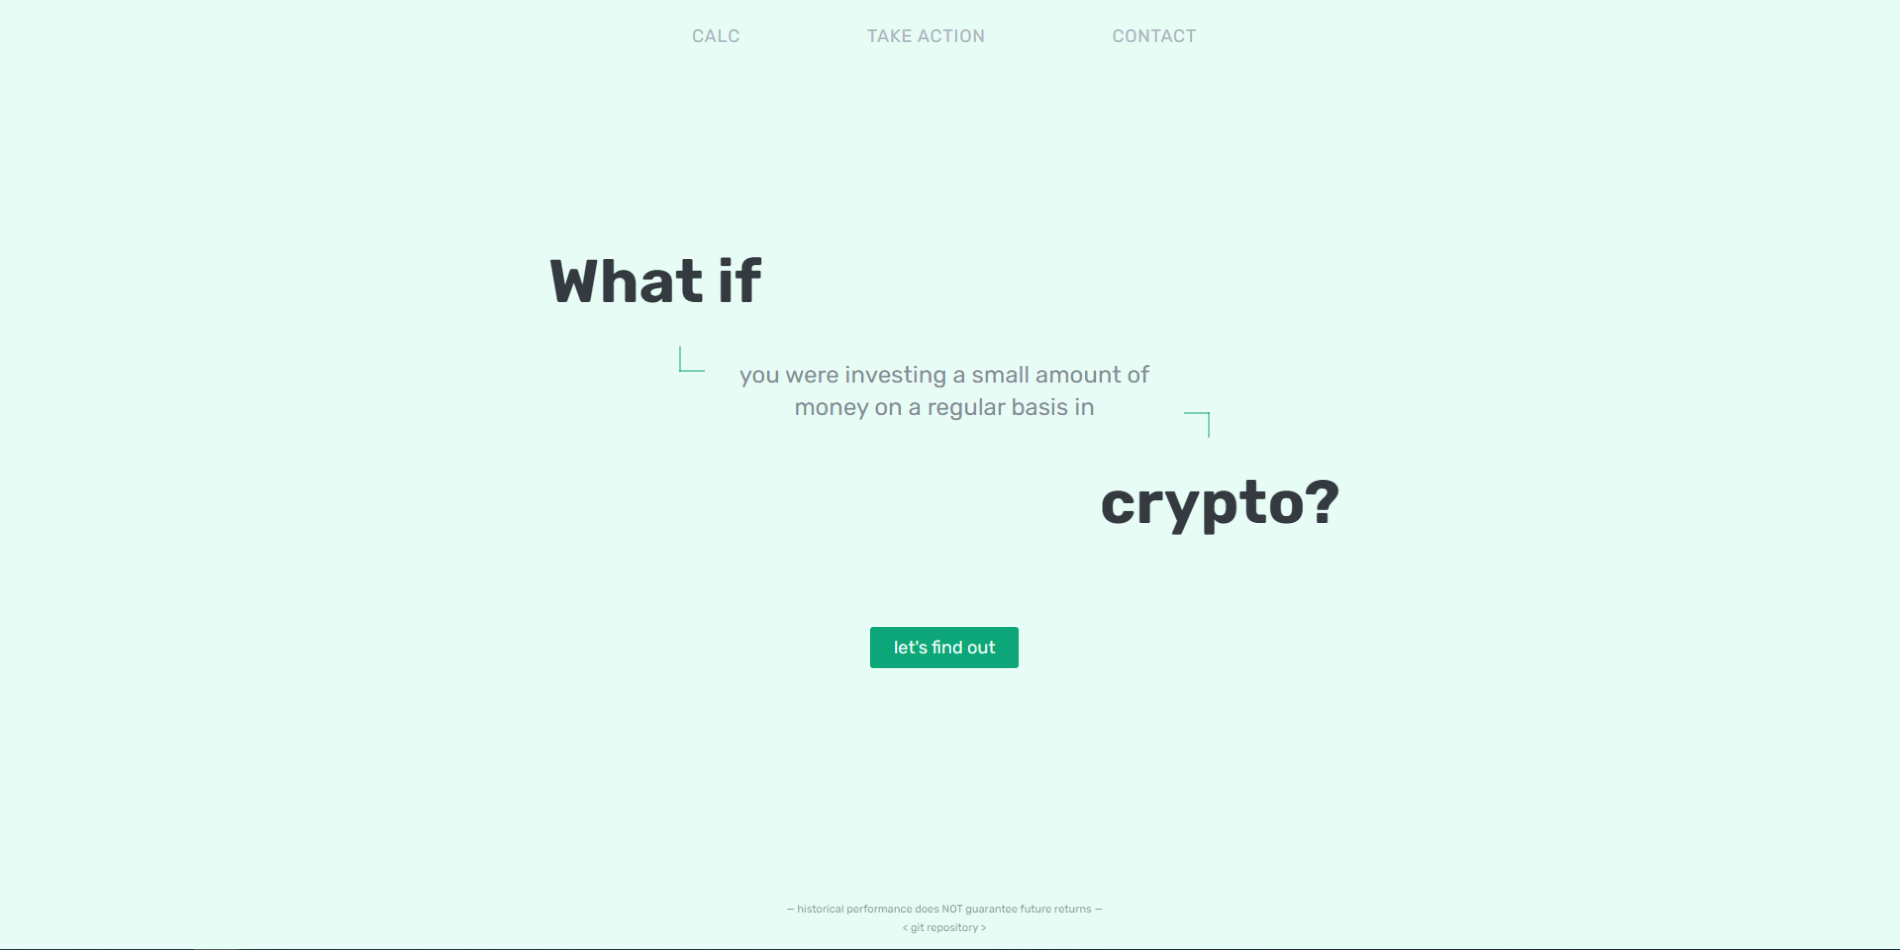 CALC TAKE ACTION CONTACT
What if
you were investing a small amount of
money on a regular basis in
crypto?
let's find out
— historical performance does NOT guarantee future returns —
< git repository >